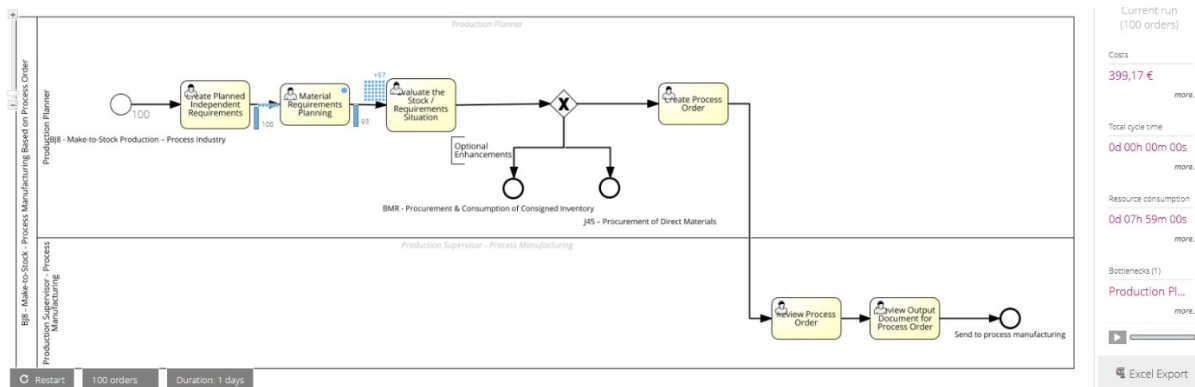 Production Planner
BJ8 - Make-to-Stock - Process Manufacturing Based on Process Order
Production Planner
100
BJ8 - Make-to-Stock Production – Process Industry
Create Planned
Independent
Requirements
100
Material
Requirements
Planning
93
+57
Evaluate the
Stock /
Requirements
Situation
Optional
Enhancements
X
BMR - Procurement & Consumption of Consigned Inventory
J45 – Procurement of Direct Materials
Create Process
Order
Production Supervisor - Process Manufacturing
Production Supervisor - Process
Manufacturing
Review Process
Order
Review Output
Document for
Process Order
Send to process manufacturing
Restart
100 orders
Duration: 1 days
Current run
(100 orders)
Costs
399,17 €
more.
Total cycle time
0d 00h 00m 00s
more.
Resource consumption
0d 07h 59m 00s
more.
Bottlenecks (1)
Production Pl...
more.
Excel Export